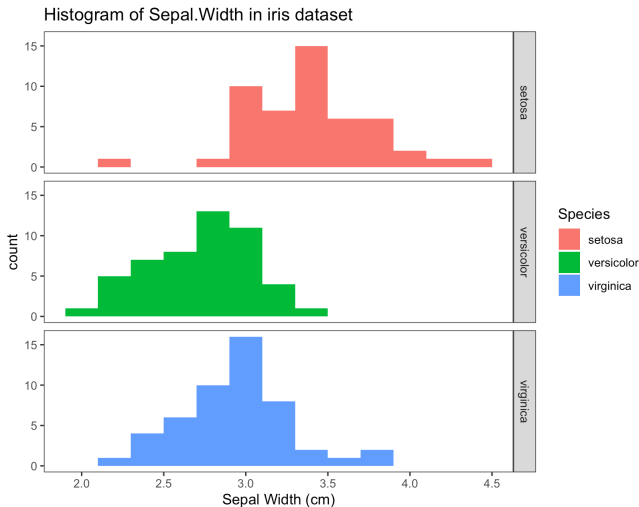 Histogram of Sepal.Width in iris dataset
15
10
5
0
setosa
15
10
5
0
versicolor
15
10
5
0
virginica
count
2.0 2.5 3.0 3.5 4.0 4.5
Sepal Width (cm)
Species
setosa
versicolor
virginica